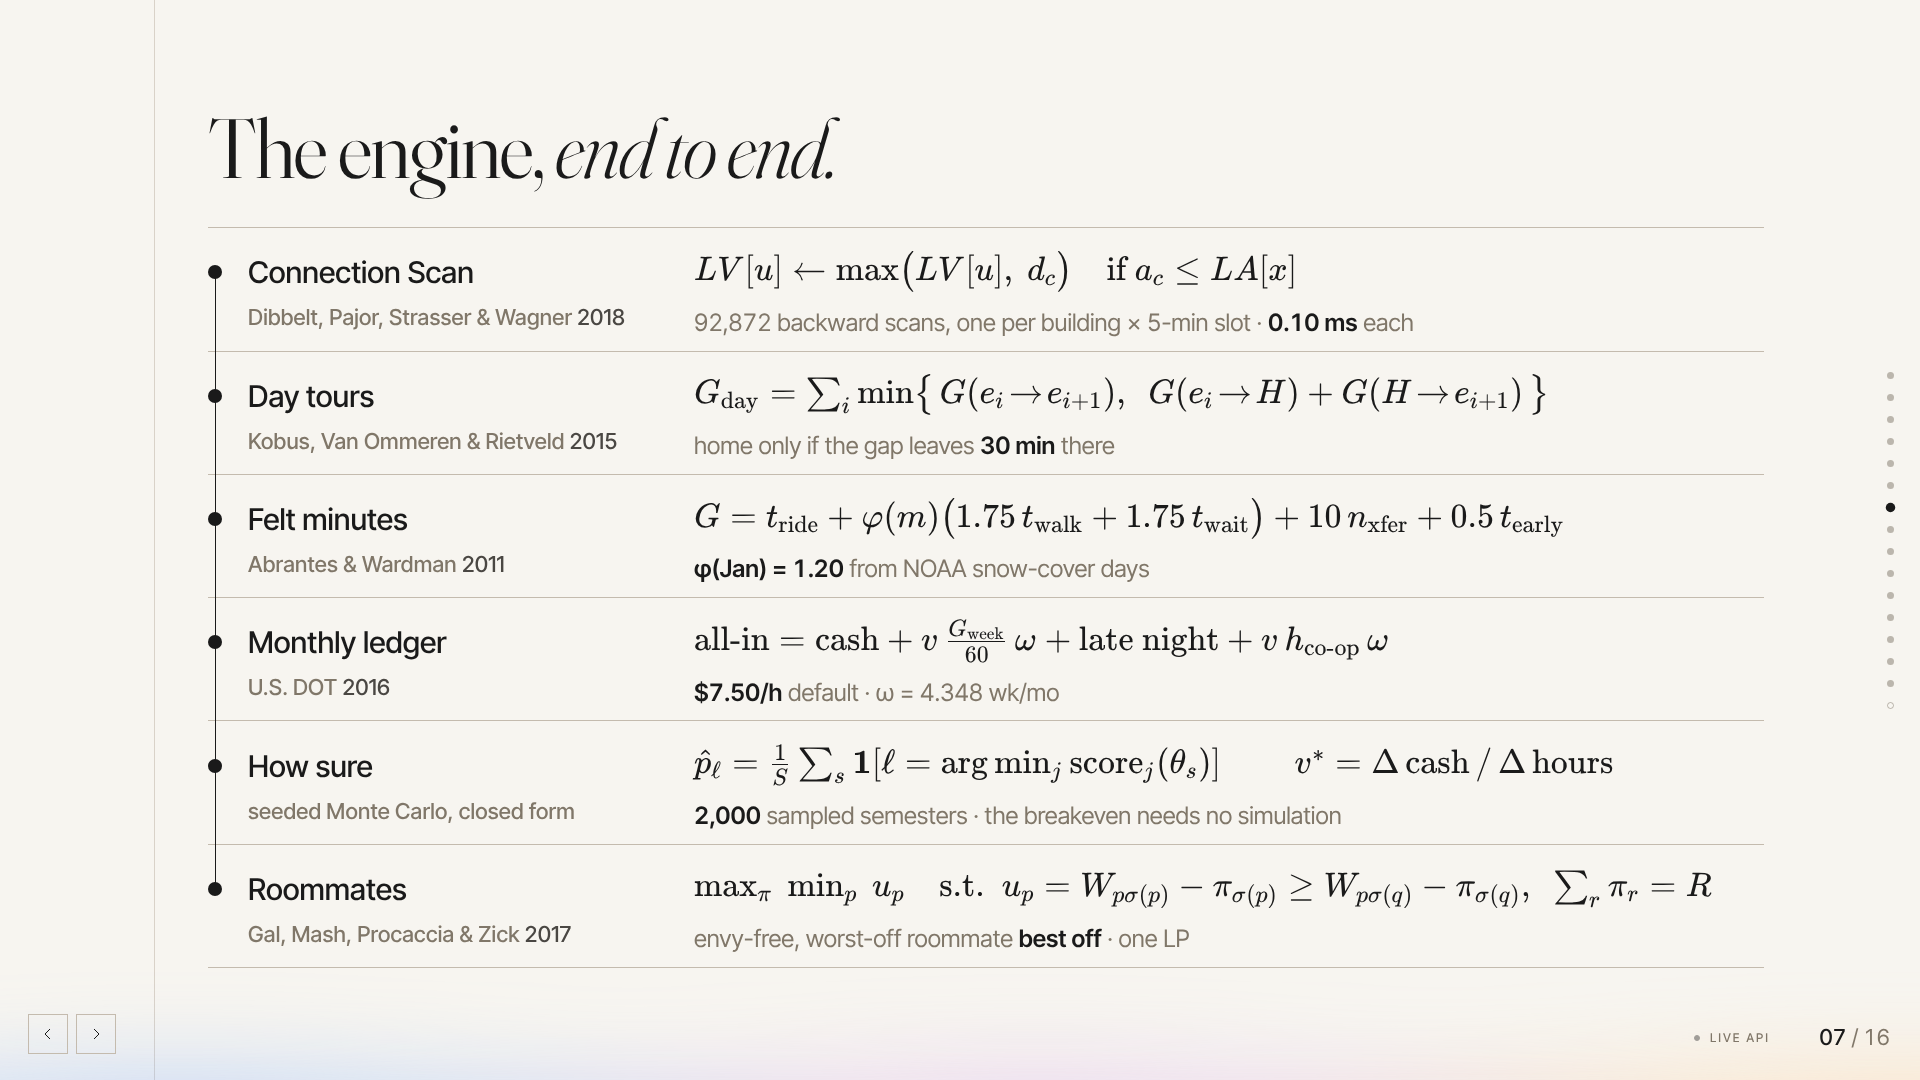 The engine, end to end.
Connection Scan
LV[u] ← max(LV[u], d_c) if a_c ≤ LA[x]
Dibbelt, Pajor, Strasser & Wagner 2018
92,872 backward scans, one per building × 5-min slot · 0.10 ms each
Day tours
G_day = ∑_i min{ G(e_i → e_{i+1}), G(e_i → H) + G(H → e_{i+1}) }
Kobus, Van Ommeren & Rietveld 2015
home only if the gap leaves 30 min there
Felt minutes
G = t_ride + φ(m)(1.75 t_walk + 1.75 t_wait) + 10 n_xfer + 0.5 t_early
Abrantes & Wardman 2011
φ(Jan) = 1.20 from NOAA snow-cover days
Monthly ledger
all-in = cash + v G_week/60 ω + late night + v h_co-op ω
U.S. DOT 2016
$7.50/h default · ω = 4.348 wk/mo
How sure
p̂_ℓ = 1/S ∑_s 1[ℓ = arg min_j score_j(θ_s)] v* = Δ cash / Δ hours
seeded Monte Carlo, closed form
2,000 sampled semesters · the breakeven needs no simulation
Roommates
max_π min_p u_p s.t. u_p = W_{pσ(p)} − π_{σ(p)} ≥ W_{pσ(q)} − π_{σ(q)}, ∑_r π_r = R
Gal, Mash, Procaccia & Zick 2017
envy-free, worst-off roommate best off · one LP
LIVE API
07 / 16